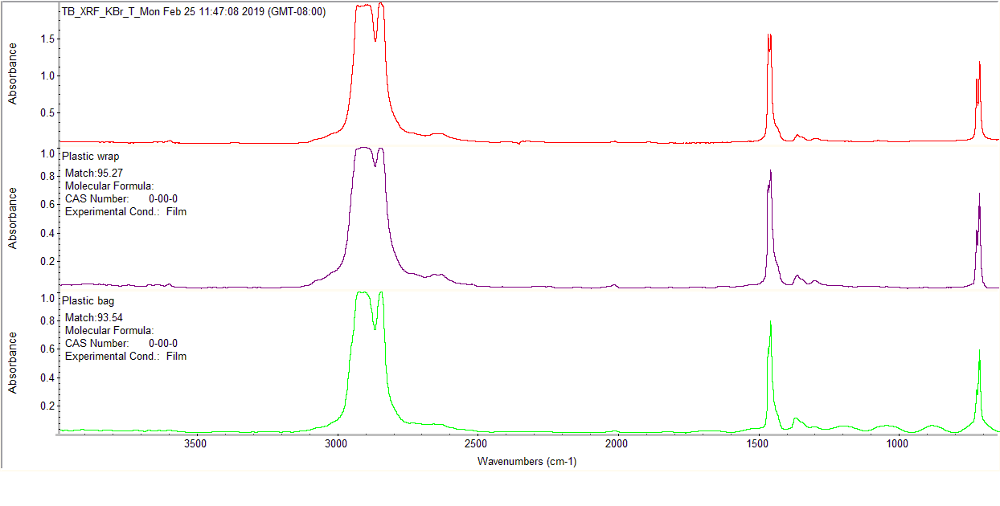 TB_XRF_KBr_T_Mon Feb 25 11:47:08 2019 (GMT-08:00)
Absorbance
1.5
1.0
0.5
Plastic wrap
Match:95.27
Molecular Formula:
CAS Number: 0-00-0
Experimental Cond.: Film
Absorbance
1.0
0.8
0.6
0.4
0.2
Plastic bag
Match:93.54
Molecular Formula:
CAS Number: 0-00-0
Experimental Cond.: Film
Absorbance
1.0
0.8
0.6
0.4
0.2
3500 3000 2500 2000 1500 1000
Wavenumbers (cm-1)